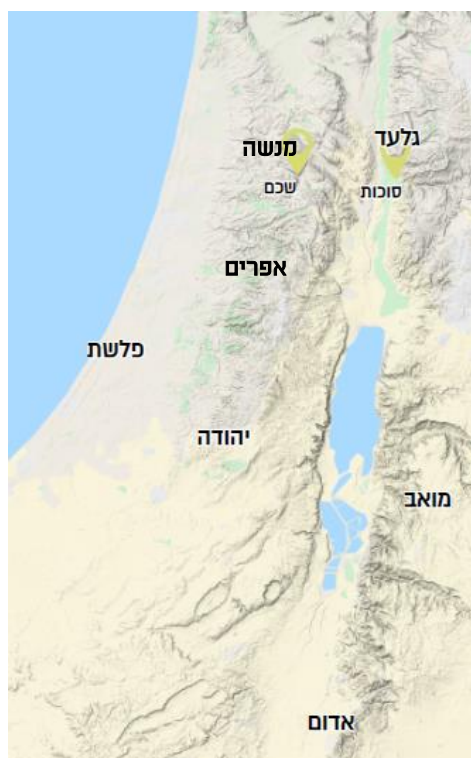 גלעד
מנשה
שכם
סוכות
אפרים
פלשת
יהודה
מואב
אדום